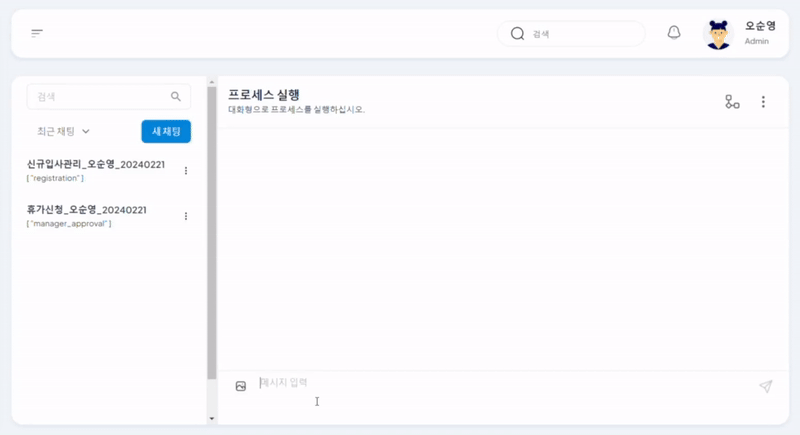 검색
오순영
Admin
검색
최근 채팅
새 채팅
신규입사관리_오순영_20240221
[ "registration" ]
휴가신청_오순영_20240221
[ "manager_approval" ]
프로세스 실행
대화형으로 프로세스를 실행하십시오.
메시지 입력